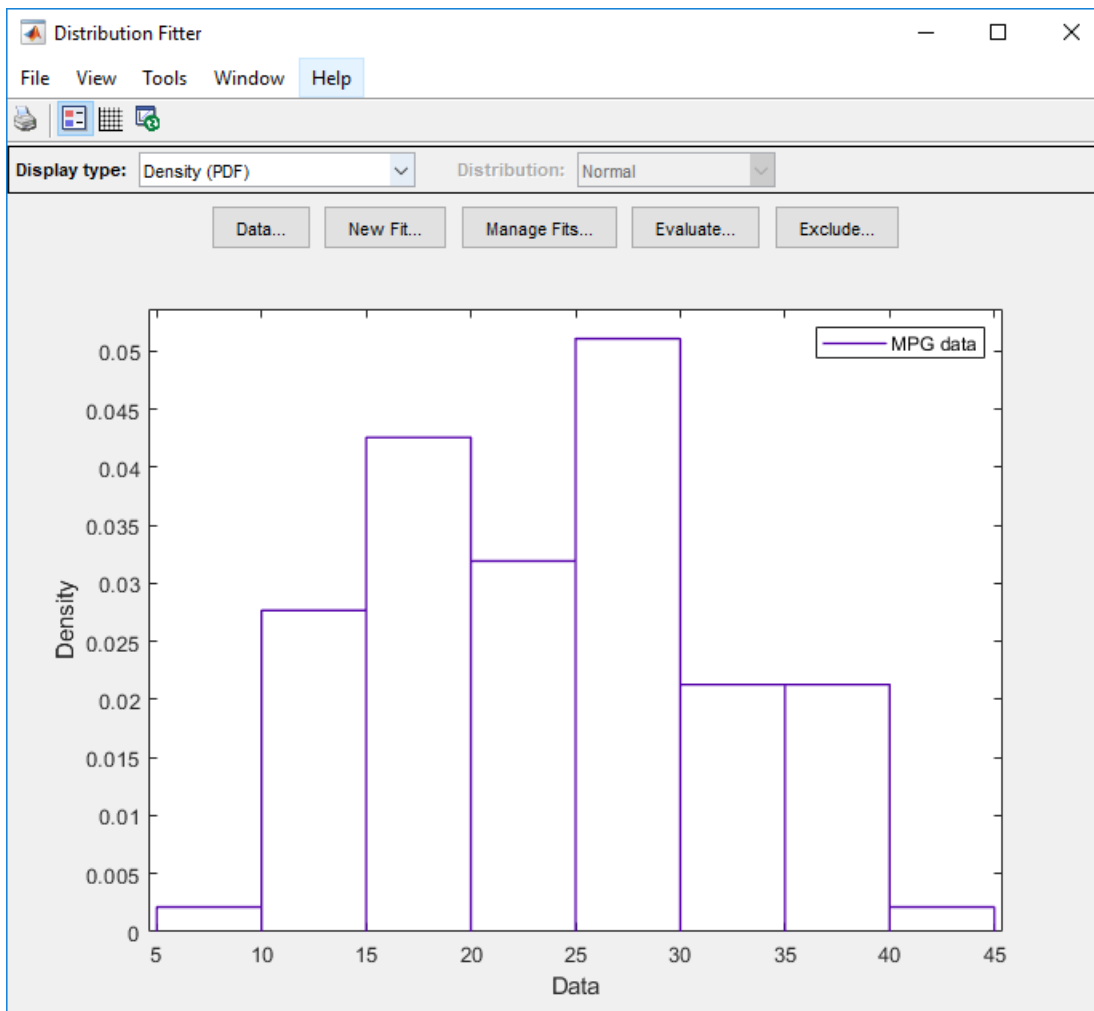 Distribution Fitter
File View Tools Window Help
Display type: Density (PDF) Distribution: Normal
Data... New Fit... Manage Fits... Evaluate... Exclude...
MPG data
0.05
0.045
0.04
0.035
0.03
0.025
0.02
0.015
0.01
0.005
0
Density
5 10 15 20 25 30 35 40 45
Data